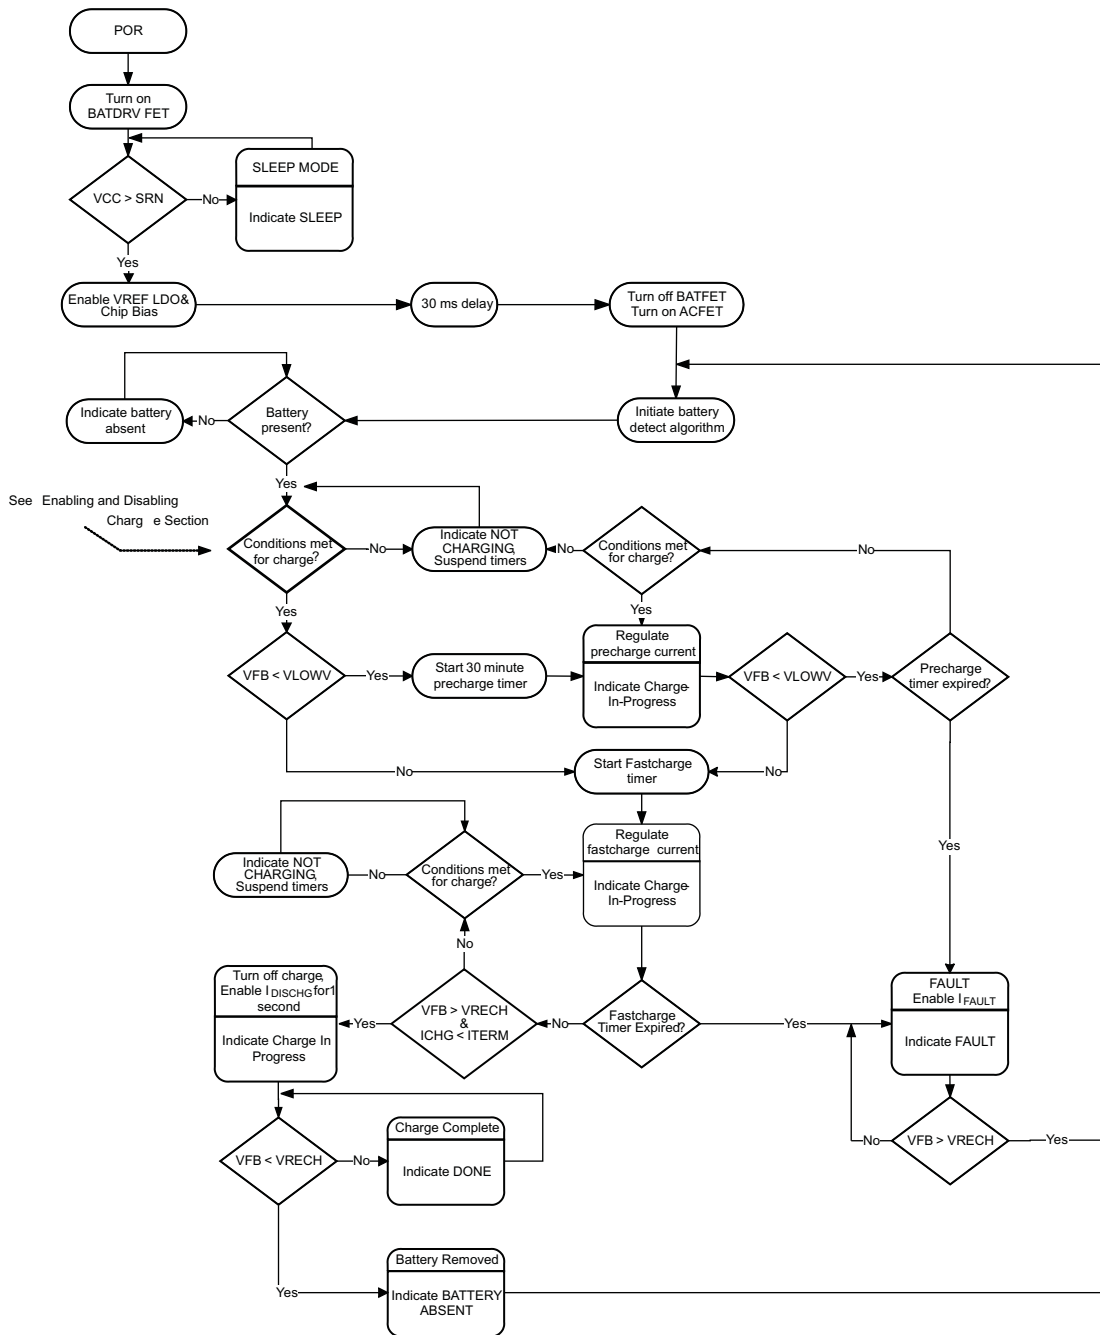 POR
Turn on
BATDRV FET
SLEEP MODE
VCC > SRN
No
Indicate SLEEP
Yes
Enable VREF LDO&
Chip Bias
30 ms delay
Turn off BATFET
Turn on ACFET
Indicate battery
absent
No
Battery
present?
Initiate battery
detect algorithm
Yes
See Enabling and Disabling
Charg e Section
Conditions met
for charge?
No
Indicate NOT
CHARGING,
Suspend timers
No
Conditions met
for charge?
No
Yes
Yes
VFB < VLOWV
Yes
Start 30 minute
precharge timer
Regulate
precharge current
Indicate Charge-
In-Progress
VFB < VLOWV
Yes
Precharge
timer expired?
No
Start Fastcharge
timer
No
Indicate NOT
CHARGING,
Suspend timers
No
Conditions met
for charge?
Yes
Regulate
fastcharge current
Indicate Charge-
In-Progress
Yes
No
Turn off charge,
Enable I DISCHG for1
second
Indicate Charge In
Progress
Yes
VFB > VRECH
&
ICHG < ITERM
No
Fastcharge
Timer Expired?
Yes
FAULT
Enable I FAULT
Indicate FAULT
VFB < VRECH
No
Charge Complete
Indicate DONE
No
VFB > VRECH
Yes
Yes
Battery Removed
Indicate BATTERY
ABSENT